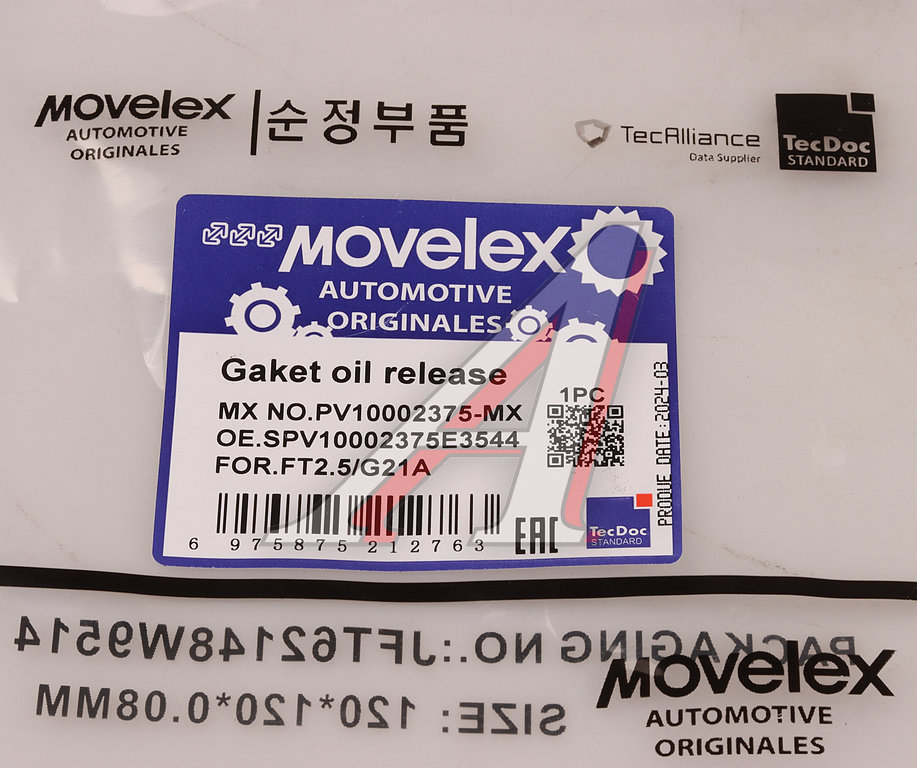 MOVelex
AUTOMOTIVE
ORIGINALES
순정부품
TecAlliance
Data Supplier
TecDoc
STANDARD
MOVelex
AUTOMOTIVE
ORIGINALES
Gaket oil release
MX NO.PV10002375-MX
OE.SPV10002375E3544
FOR.FT2.5/G21A
1PC
PRODUE DATE:2024-03
6 975875 212763
EAC
TecDoc
STANDARD
PACKAGING NO.:JFT62148W9514
SIZE: 120*120*0.08MM
MOVelex
AUTOMOTIVE
ORIGINALES